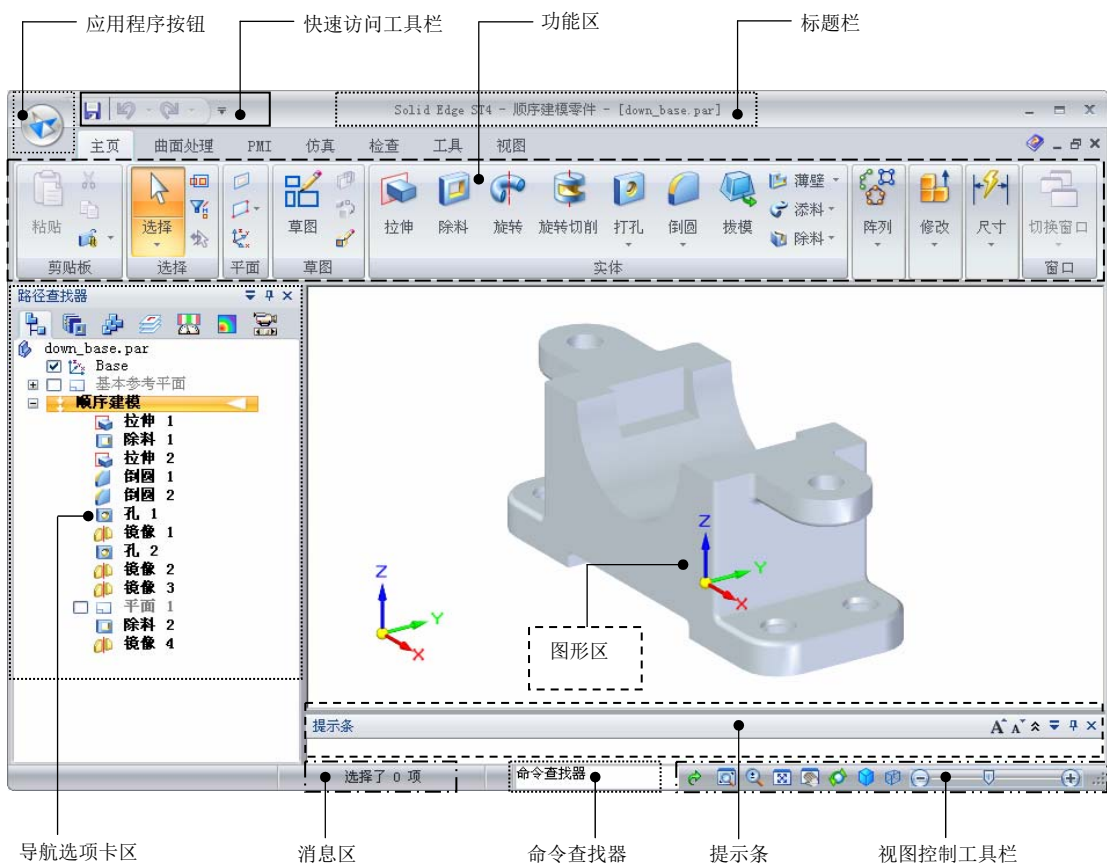 应用程序按钮
快速访问工具栏
功能区
标题栏
Solid Edge ST4 - 顺序建模零件 - [down_base.par]
主页 曲面处理 PMI 仿真 检查 工具 视图
粘贴
选择
草图
拉伸 除料 旋转 旋转切削 打孔 倒圆 拔模
薄壁
添料
除料
阵列
修改
尺寸
切换窗口
剪贴板 选择 平面 草图 实体 窗口
路径查找器
down_base.par
Base
基本参考平面
顺序建模
拉伸 1
除料 1
拉伸 2
倒圆 1
倒圆 2
孔 1
镜像 1
孔 2
镜像 2
镜像 3
平面 1
除料 2
镜像 4
Z
Y
X
Z
Y
X
图形区
提示条
A A
选择了 0 项
命令查找器
导航选项卡区
消息区
命令查找器
提示条
视图控制工具栏